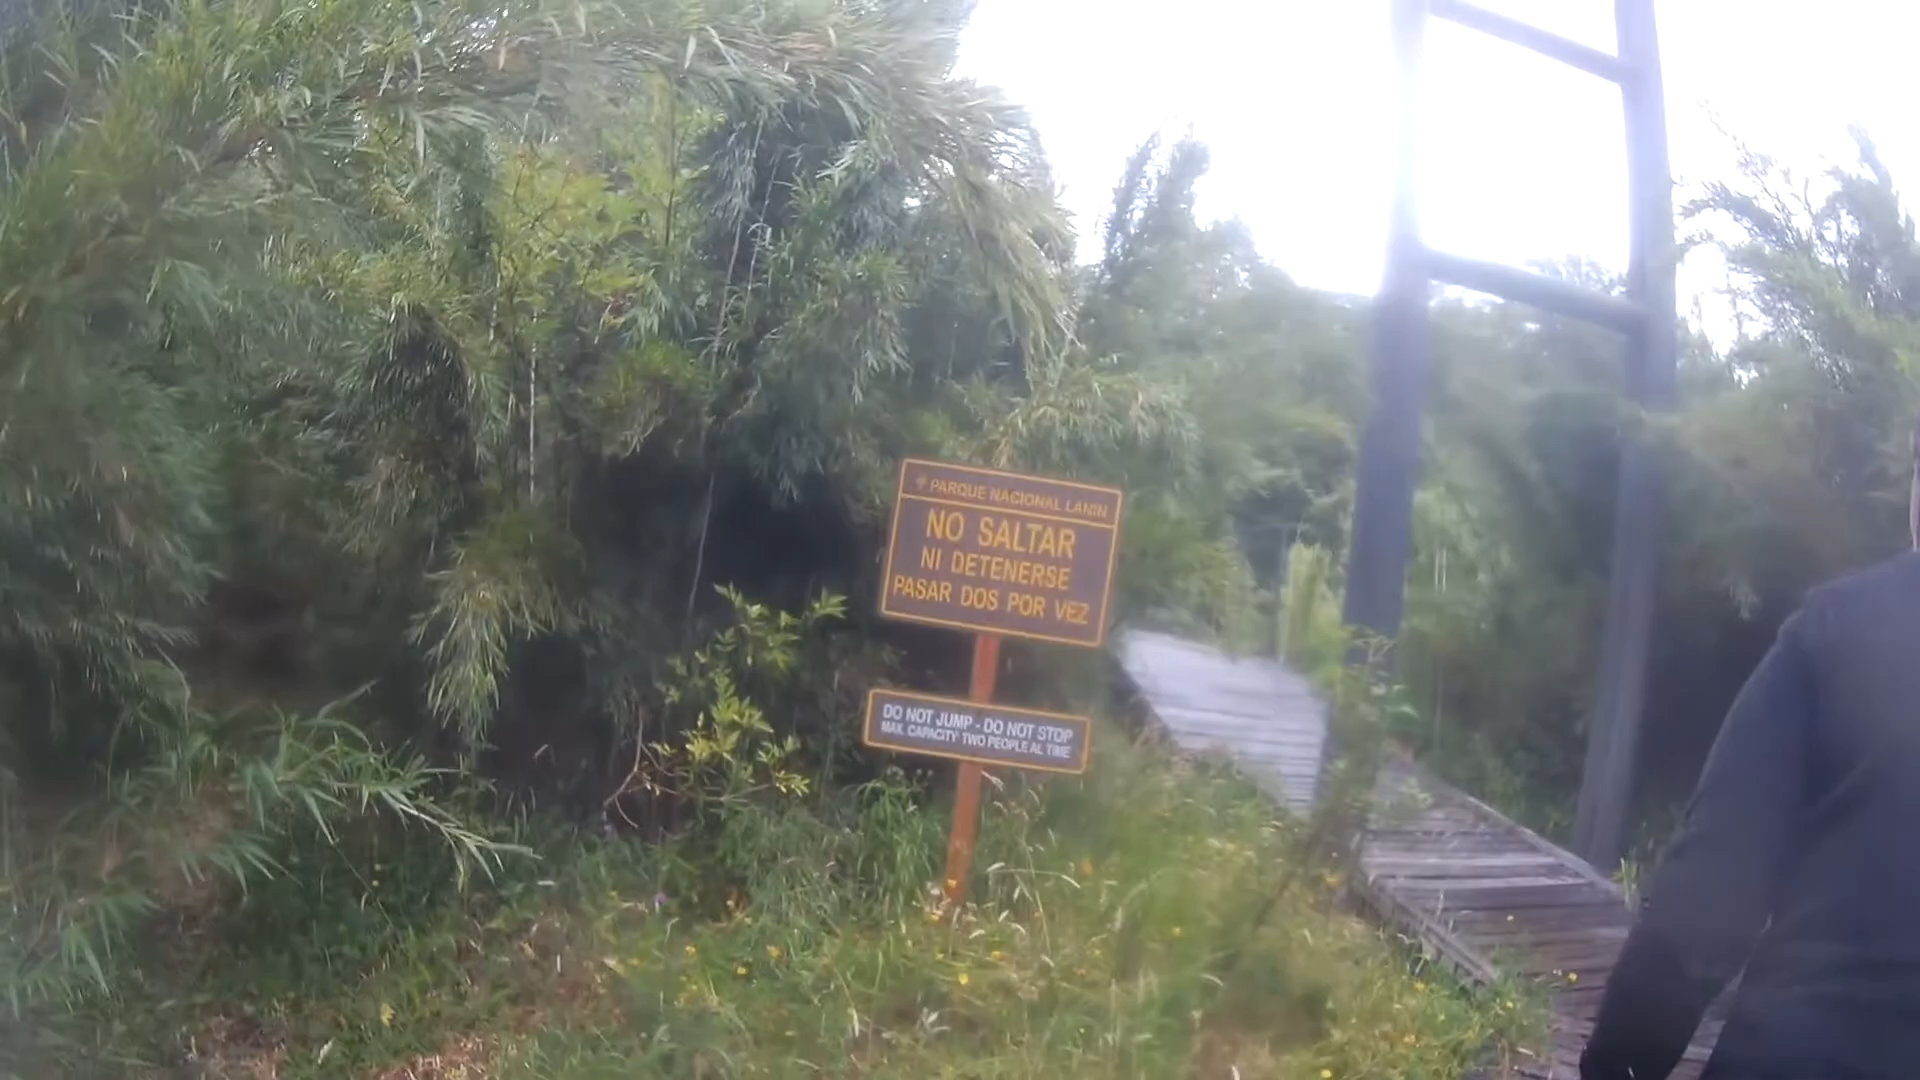 PARQUE NACIONAL LANIN
NO SALTAR
NI DETENERSE
PASAR DOS POR VEZ
DO NOT JUMP - DO NOT STOP
MAX. CAPACITY: TWO PEOPLE AL TIME